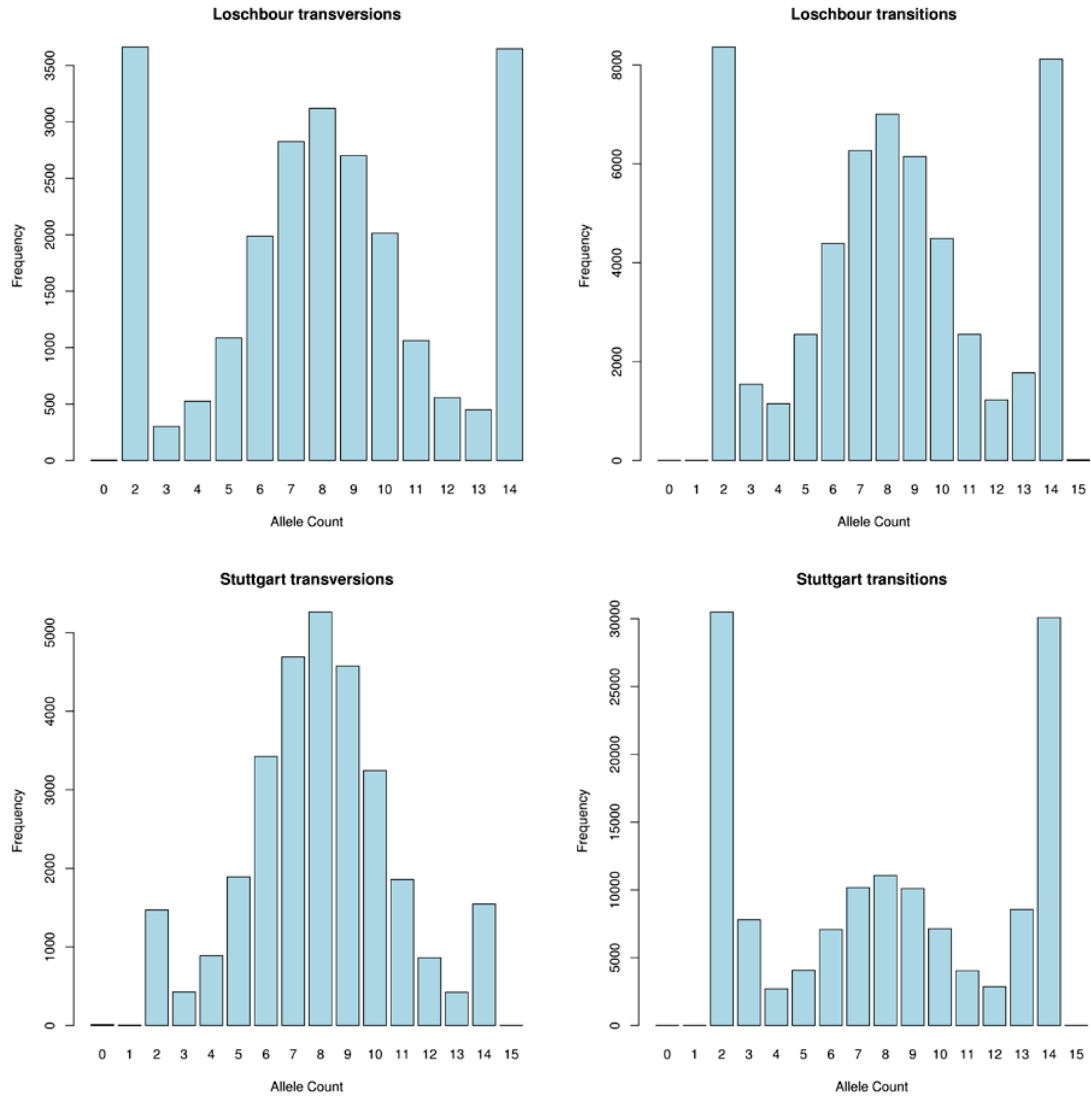 Loschbour transversions
Frequency
0 500 1000 1500 2000 2500 3000 3500
0 2 3 4 5 6 7 8 9 10 11 12 13 14
Allele Count
Loschbour transitions
Frequency
0 2000 4000 6000 8000
0 1 2 3 4 5 6 7 8 9 10 11 12 13 14 15
Allele Count
Stuttgart transversions
Frequency
0 1000 2000 3000 4000 5000
0 1 2 3 4 5 6 7 8 9 10 11 12 13 14 15
Allele Count
Stuttgart transitions
Frequency
0 5000 10000 15000 20000 25000 30000
0 1 2 3 4 5 6 7 8 9 10 11 12 13 14 15
Allele Count